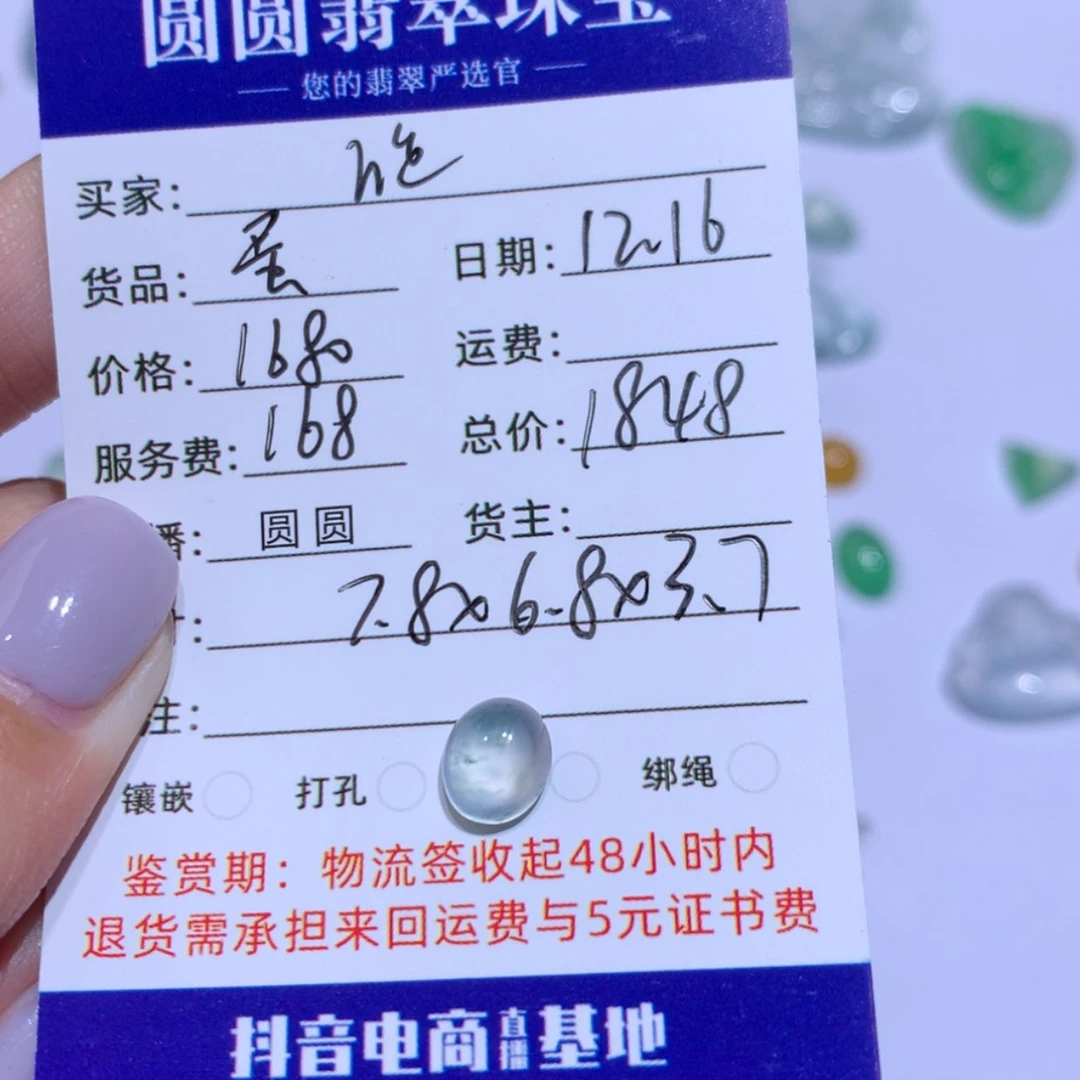 圆圆翡翠珠宝
您的翡翠严选官
买家:
货品: 蛋 日期: 12.16
价格: 1680 运费:
服务费: 168 总价: 1848
播: 圆圆 货主:
7.8x6.8x3.7
注:
镶嵌 打孔 绑绳
鉴赏期：物流签收起48小时内
退货需承担来回运费与5元证书费
抖音电商直播基地